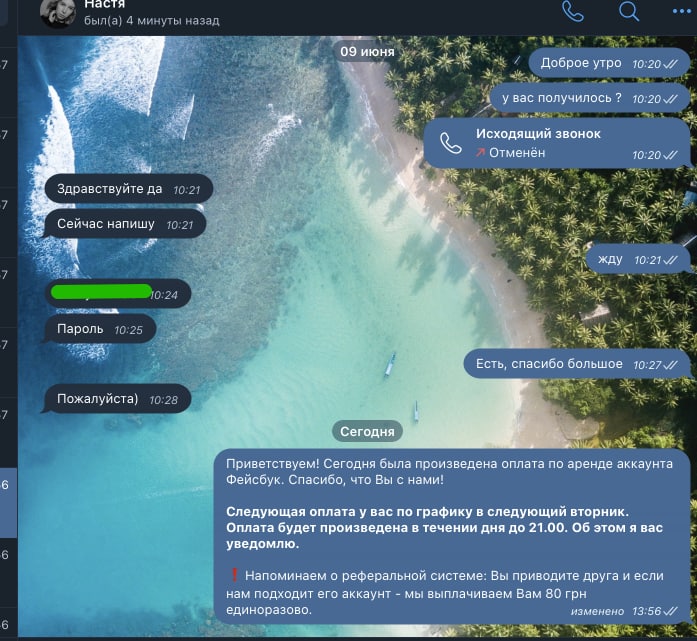 Настя
был(а) 4 минуты назад
09 июня
Доброе утро 10:20
у вас получилось ? 10:20
Исходящий звонок
Отменён 10:20
Здравствуйте да 10:21
Сейчас напишу 10:21
жду 10:21
10:24
Пароль 10:25
Есть, спасибо большое 10:27
Пожалуйста) 10:28
Сегодня
Приветствуем! Сегодня была произведена оплата по аренде аккаунта
Фейсбук. Спасибо, что Вы с нами!
Следующая оплата у вас по графику в следующий вторник.
Оплата будет произведена в течении дня до 21.00. Об этом я вас
уведомлю.
❗ Напоминаем о реферальной системе: Вы приводите друга и если
нам подходит его аккаунт - мы выплачиваем Вам 80 грн
единоразово. изменено 13:56